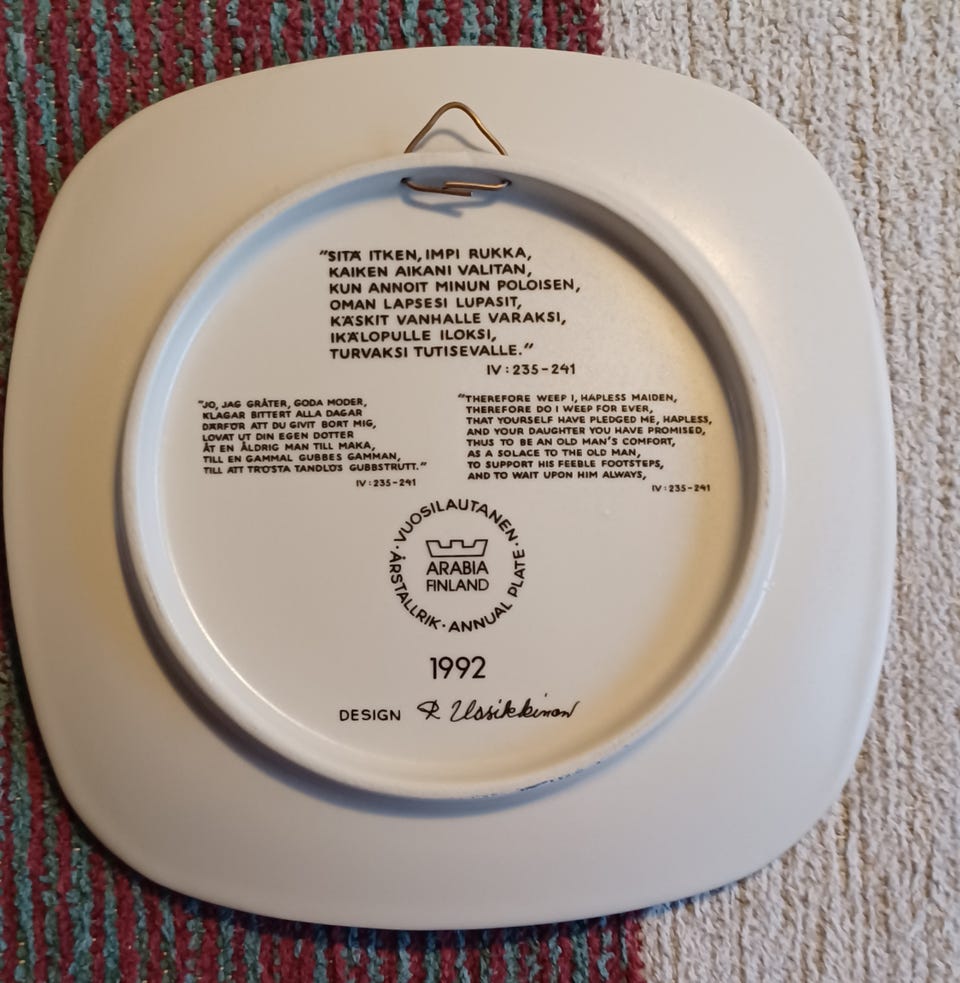 "SITÄ ITKEN, IMPI RUKKA,
KAIKEN AIKANI VALITAN,
KUN ANNOIT MINUN POLOISEN,
OMAN LAPSESI LUPASIT,
KÄSKIT VANHALLE VARAKSI,
IKÄLOPULLE ILOKSI,
TURVAKSI TUTISEVALLE."
IV : 235 - 241
"JO, JAG GRÅTER, GODA MODER,
KLAGAR BITTERT ALLA DAGAR
DÄRFÖR ATT DU GIVIT BORT MIG,
LOVAT UT DIN EGEN DOTTER
ÅT EN ÅLDRIG MAN TILL MAKA,
TILL EN GAMMAL GUBBES GAMMAN,
TILL ATT TRÖSTA TANDLÖS GUBBSTRUTT."
IV : 235 - 241
"THEREFORE WEEP I, HAPLESS MAIDEN,
THEREFORE DO I WEEP FOR EVER,
THAT YOURSELF HAVE PLEDGED ME, HAPLESS,
AND YOUR DAUGHTER YOU HAVE PROMISED,
THUS TO BE AN OLD MAN'S COMFORT,
AS A SOLACE TO THE OLD MAN,
TO SUPPORT HIS FEEBLE FOOTSTEPS,
AND TO WAIT UPON HIM ALWAYS,
IV : 235 - 241
· VUOSILAUTANEN · ANNUAL PLATE · ÅRSTALLRIK
ARABIA
FINLAND
1992
DESIGN R Uosikkinen